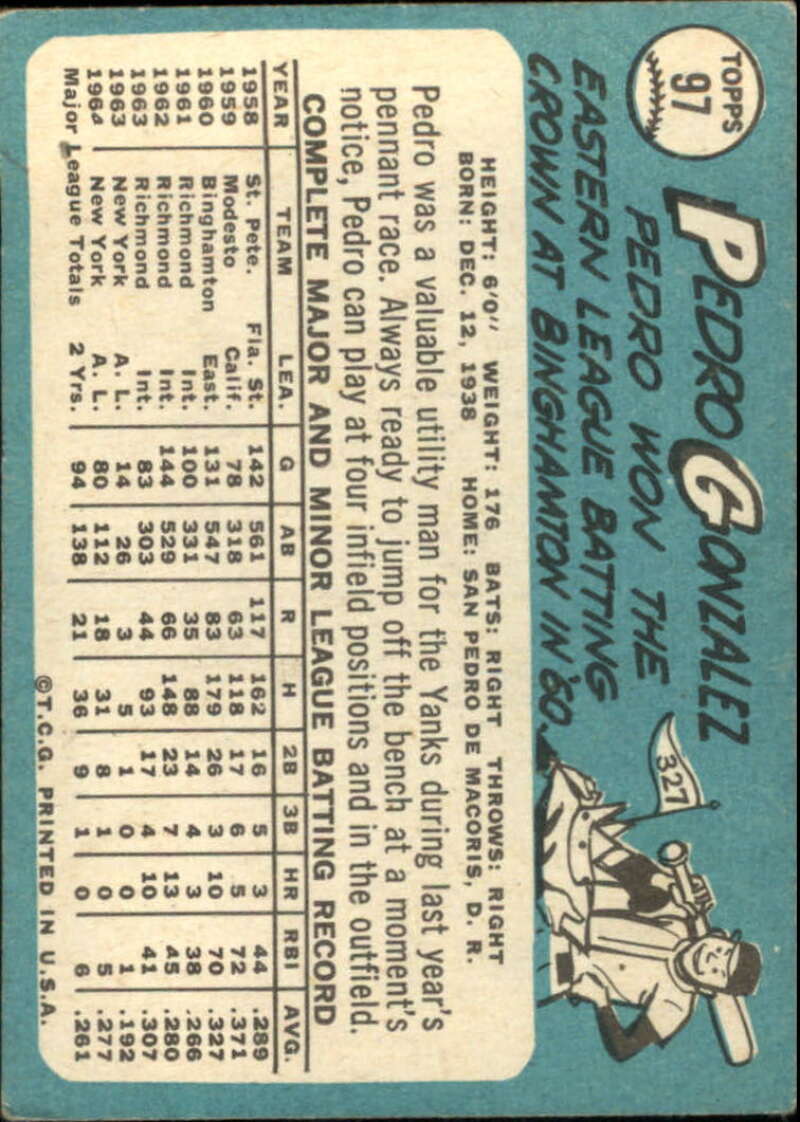 TOPPS
97
PEDRO GONZALEZ
PEDRO WON THE
EASTERN LEAGUE BATTING
CROWN AT BINGHAMTON IN '60.
327
HEIGHT: 6'0" WEIGHT: 176 BATS: RIGHT THROWS: RIGHT
BORN: DEC. 12, 1938 HOME: SAN PEDRO DE MACORIS, D. R.
Pedro was a valuable utility man for the Yanks during last year's
pennant race. Always ready to jump off the bench at a moment's
notice, Pedro can play at four infield positions and in the outfield.
COMPLETE MAJOR AND MINOR LEAGUE BATTING RECORD
YEAR TEAM LEA. G AB R H 2B 3B HR RBI AVG.
1958 St. Pete. Fla. St. 142 561 117 162 16 5 3 44 .289
1959 Modesto Calif. 78 318 63 118 17 6 5 72 .371
1960 Binghamton East. 131 547 83 179 26 3 10 70 .327
1961 Richmond Int. 100 331 35 88 14 4 3 38 .266
1962 Richmond Int. 144 529 66 148 23 7 13 45 .280
1963 Richmond Int. 83 303 44 93 17 4 10 41 .307
1963 New York A. L. 14 26 3 5 1 0 0 1 .192
1964 New York A. L. 80 112 18 31 8 1 0 5 .277
Major League Totals 2 Yrs. 94 138 21 36 9 1 0 6 .261
©T.C.G. PRINTED IN U.S.A.